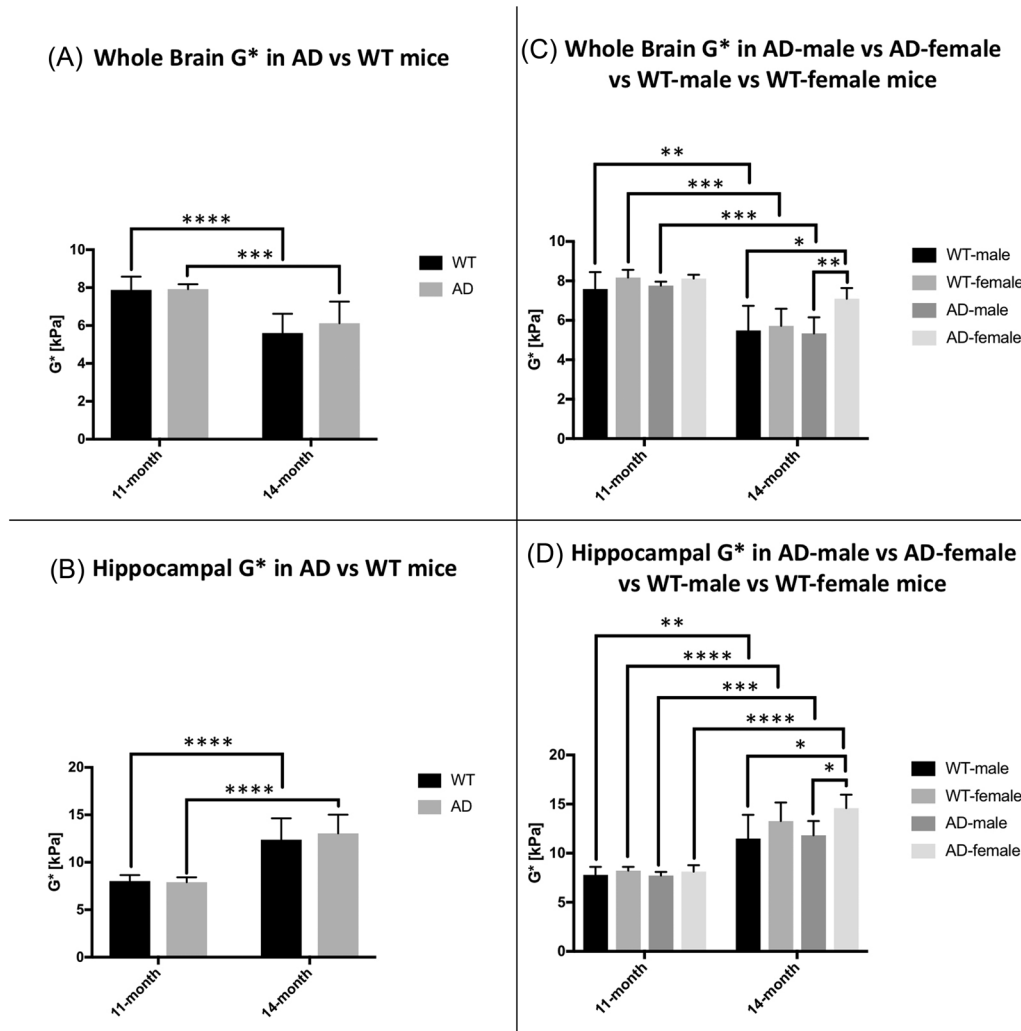 (A) Whole Brain G* in AD vs WT mice
****
***
10
8
6
4
2
0
G* [kPa]
11-month
14-month
WT
AD
(C) Whole Brain G* in AD-male vs AD-female
vs WT-male vs WT-female mice
**
***
***
*
**
10
8
6
4
2
0
G* [kPa]
11-month
14-month
WT-male
WT-female
AD-male
AD-female
(B) Hippocampal G* in AD vs WT mice
****
****
20
15
10
5
0
G* [kPa]
11-month
14-month
WT
AD
(D) Hippocampal G* in AD-male vs AD-female
vs WT-male vs WT-female mice
**
****
***
****
*
*
20
15
10
5
0
G* [kPa]
11-month
14-month
WT-male
WT-female
AD-male
AD-female